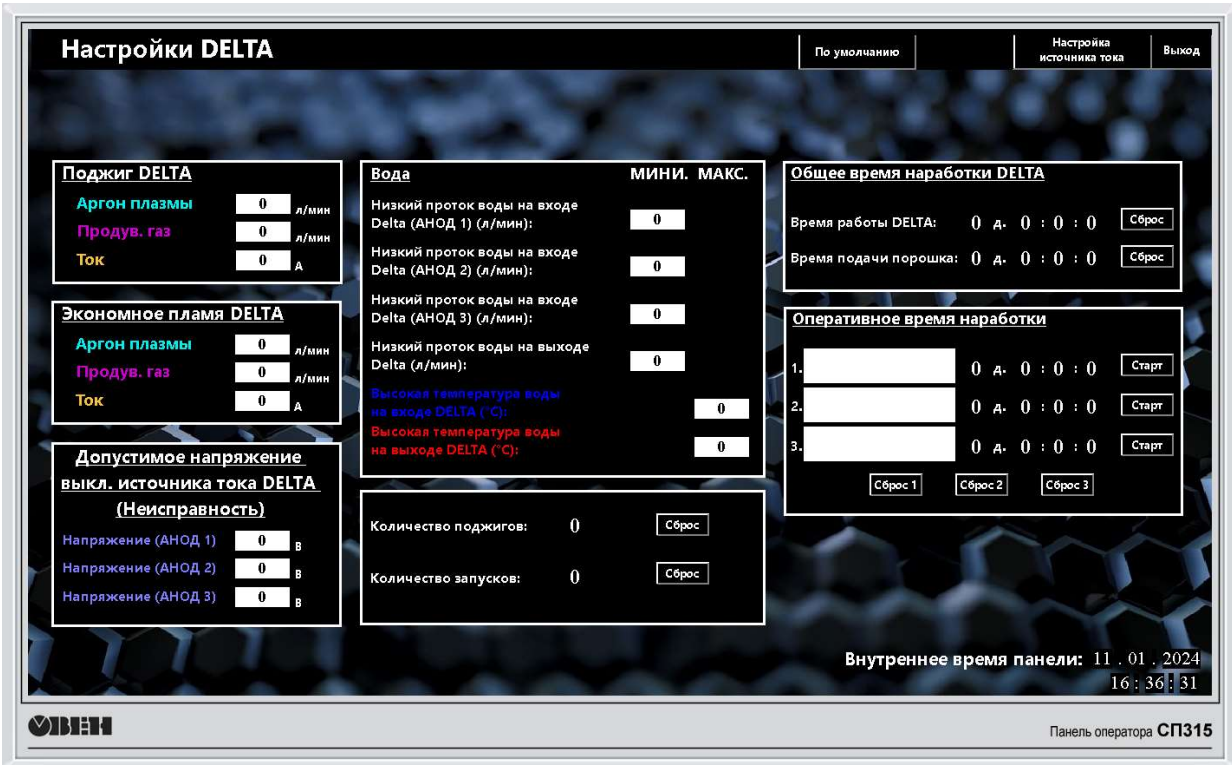 Настройки DELTA
По умолчанию
Настройка
источника тока
Выход
Поджиг DELTA
Аргон плазмы 0 л/мин
Продув. газ 0 л/мин
Ток 0 А
Экономное пламя DELTA
Аргон плазмы 0 л/мин
Продув. газ 0 л/мин
Ток 0 А
Допустимое напряжение
выкл. источника тока DELTA
(Неисправность)
Напряжение (АНОД 1) 0 В
Напряжение (АНОД 2) 0 В
Напряжение (АНОД 3) 0 В
Вода МИНИ. МАКС.
Низкий проток воды на входе
Delta (АНОД 1) (л/мин): 0
Низкий проток воды на входе
Delta (АНОД 2) (л/мин): 0
Низкий проток воды на входе
Delta (АНОД 3) (л/мин): 0
Низкий проток воды на выходе
Delta (л/мин): 0
Высокая температура воды
на входе DELTA (°C): 0
Высокая температура воды
на выходе DELTA (°C): 0
Количество поджигов: 0 Сброс
Количество запусков: 0 Сброс
Общее время наработки DELTA
Время работы DELTA: 0 д. 0 : 0 : 0 Сброс
Время подачи порошка: 0 д. 0 : 0 : 0 Сброс
Оперативное время наработки
1. 0 д. 0 : 0 : 0 Старт
2. 0 д. 0 : 0 : 0 Старт
3. 0 д. 0 : 0 : 0 Старт
Сброс 1 Сброс 2 Сброс 3
Внутреннее время панели: 11 . 01 . 2024
16 : 36 : 31
ОВЕН
Панель оператора СП315